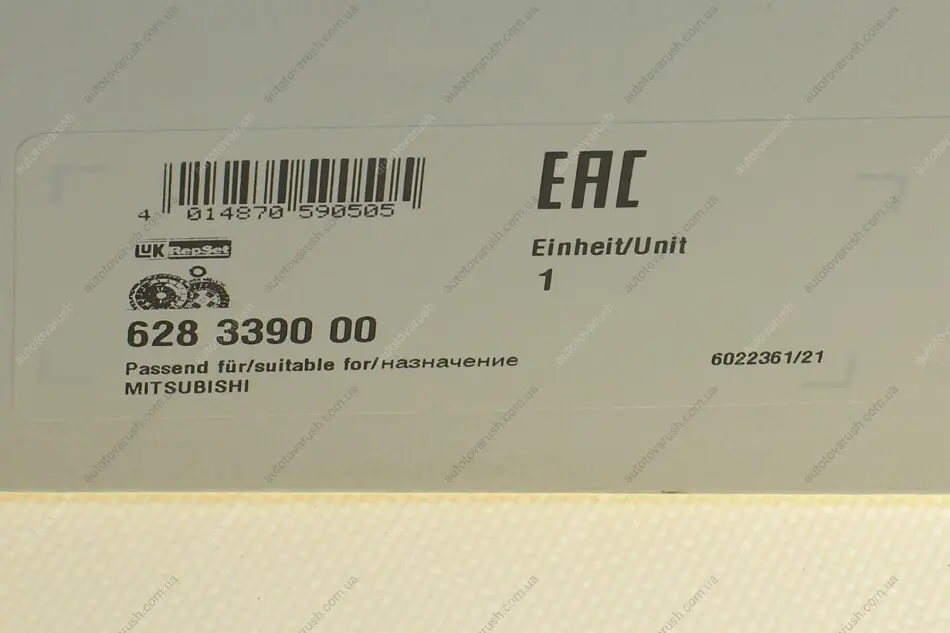 4 014870 590505
EAC
LUK RepSet
Einheit/Unit
1
628 3390 00
Passend für/suitable for/назначение
MITSUBISHI
6022361/21
autotovarush.com.ua